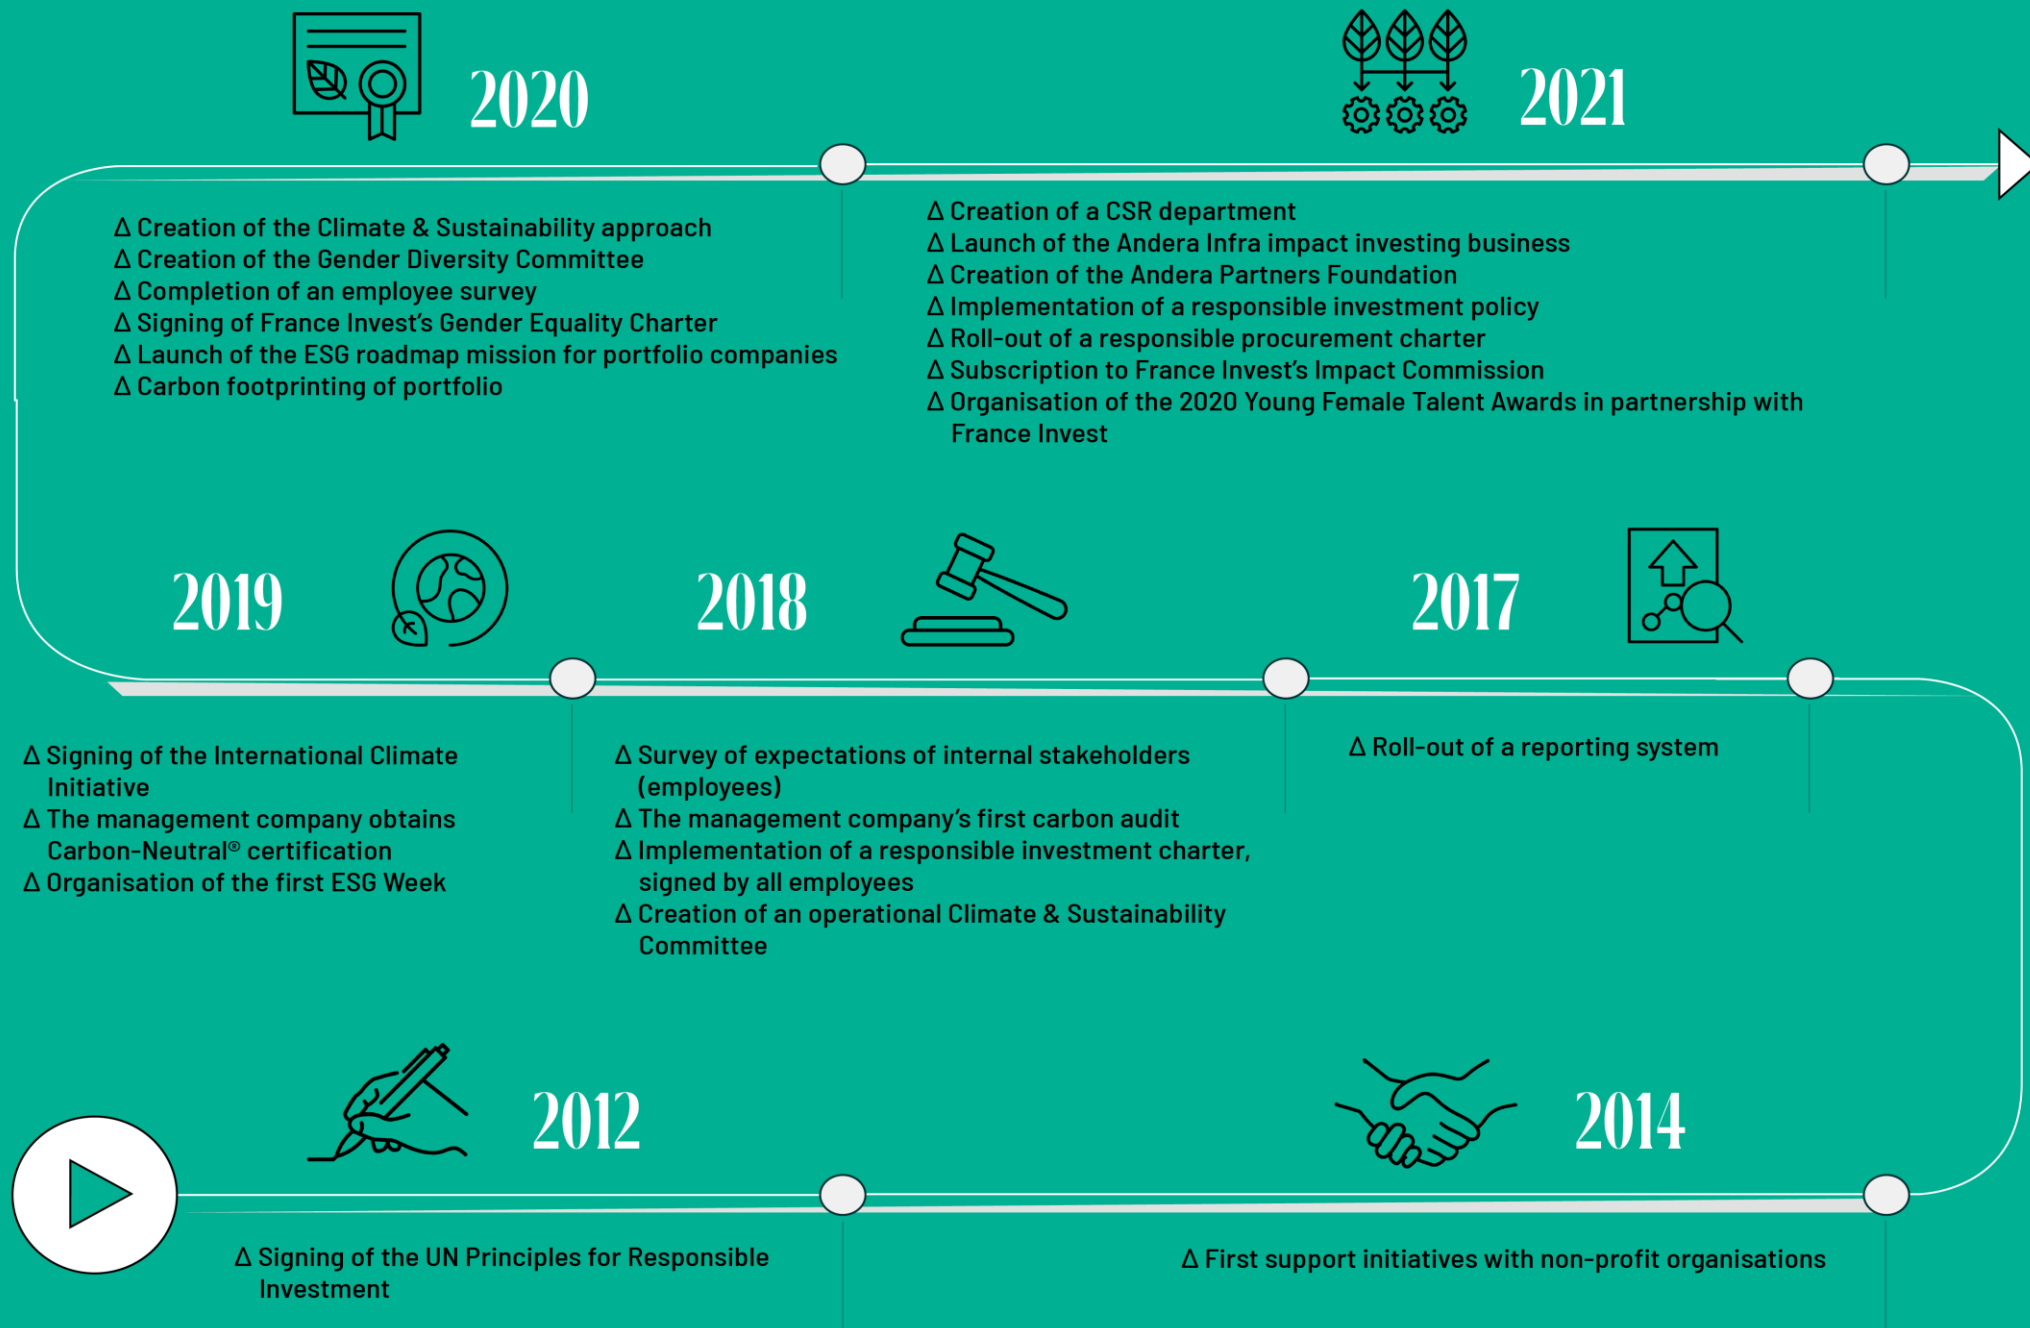 2020
Δ Creation of the Climate & Sustainability approach
Δ Creation of the Gender Diversity Committee
Δ Completion of an employee survey
Δ Signing of France Invest’s Gender Equality Charter
Δ Launch of the ESG roadmap mission for portfolio companies
Δ Carbon footprinting of portfolio
2021
Δ Creation of a CSR department
Δ Launch of the Andera Infra impact investing business
Δ Creation of the Andera Partners Foundation
Δ Implementation of a responsible investment policy
Δ Roll-out of a responsible procurement charter
Δ Subscription to France Invest’s Impact Commission
Δ Organisation of the 2020 Young Female Talent Awards in partnership with
France Invest
2019
Δ Signing of the International Climate
Initiative
Δ The management company obtains
Carbon-Neutral® certification
Δ Organisation of the first ESG Week
2018
Δ Survey of expectations of internal stakeholders
(employees)
Δ The management company’s first carbon audit
Δ Implementation of a responsible investment charter,
signed by all employees
Δ Creation of an operational Climate & Sustainability
Committee
2017
Δ Roll-out of a reporting system
2012
Δ Signing of the UN Principles for Responsible
Investment
2014
Δ First support initiatives with non-profit organisations